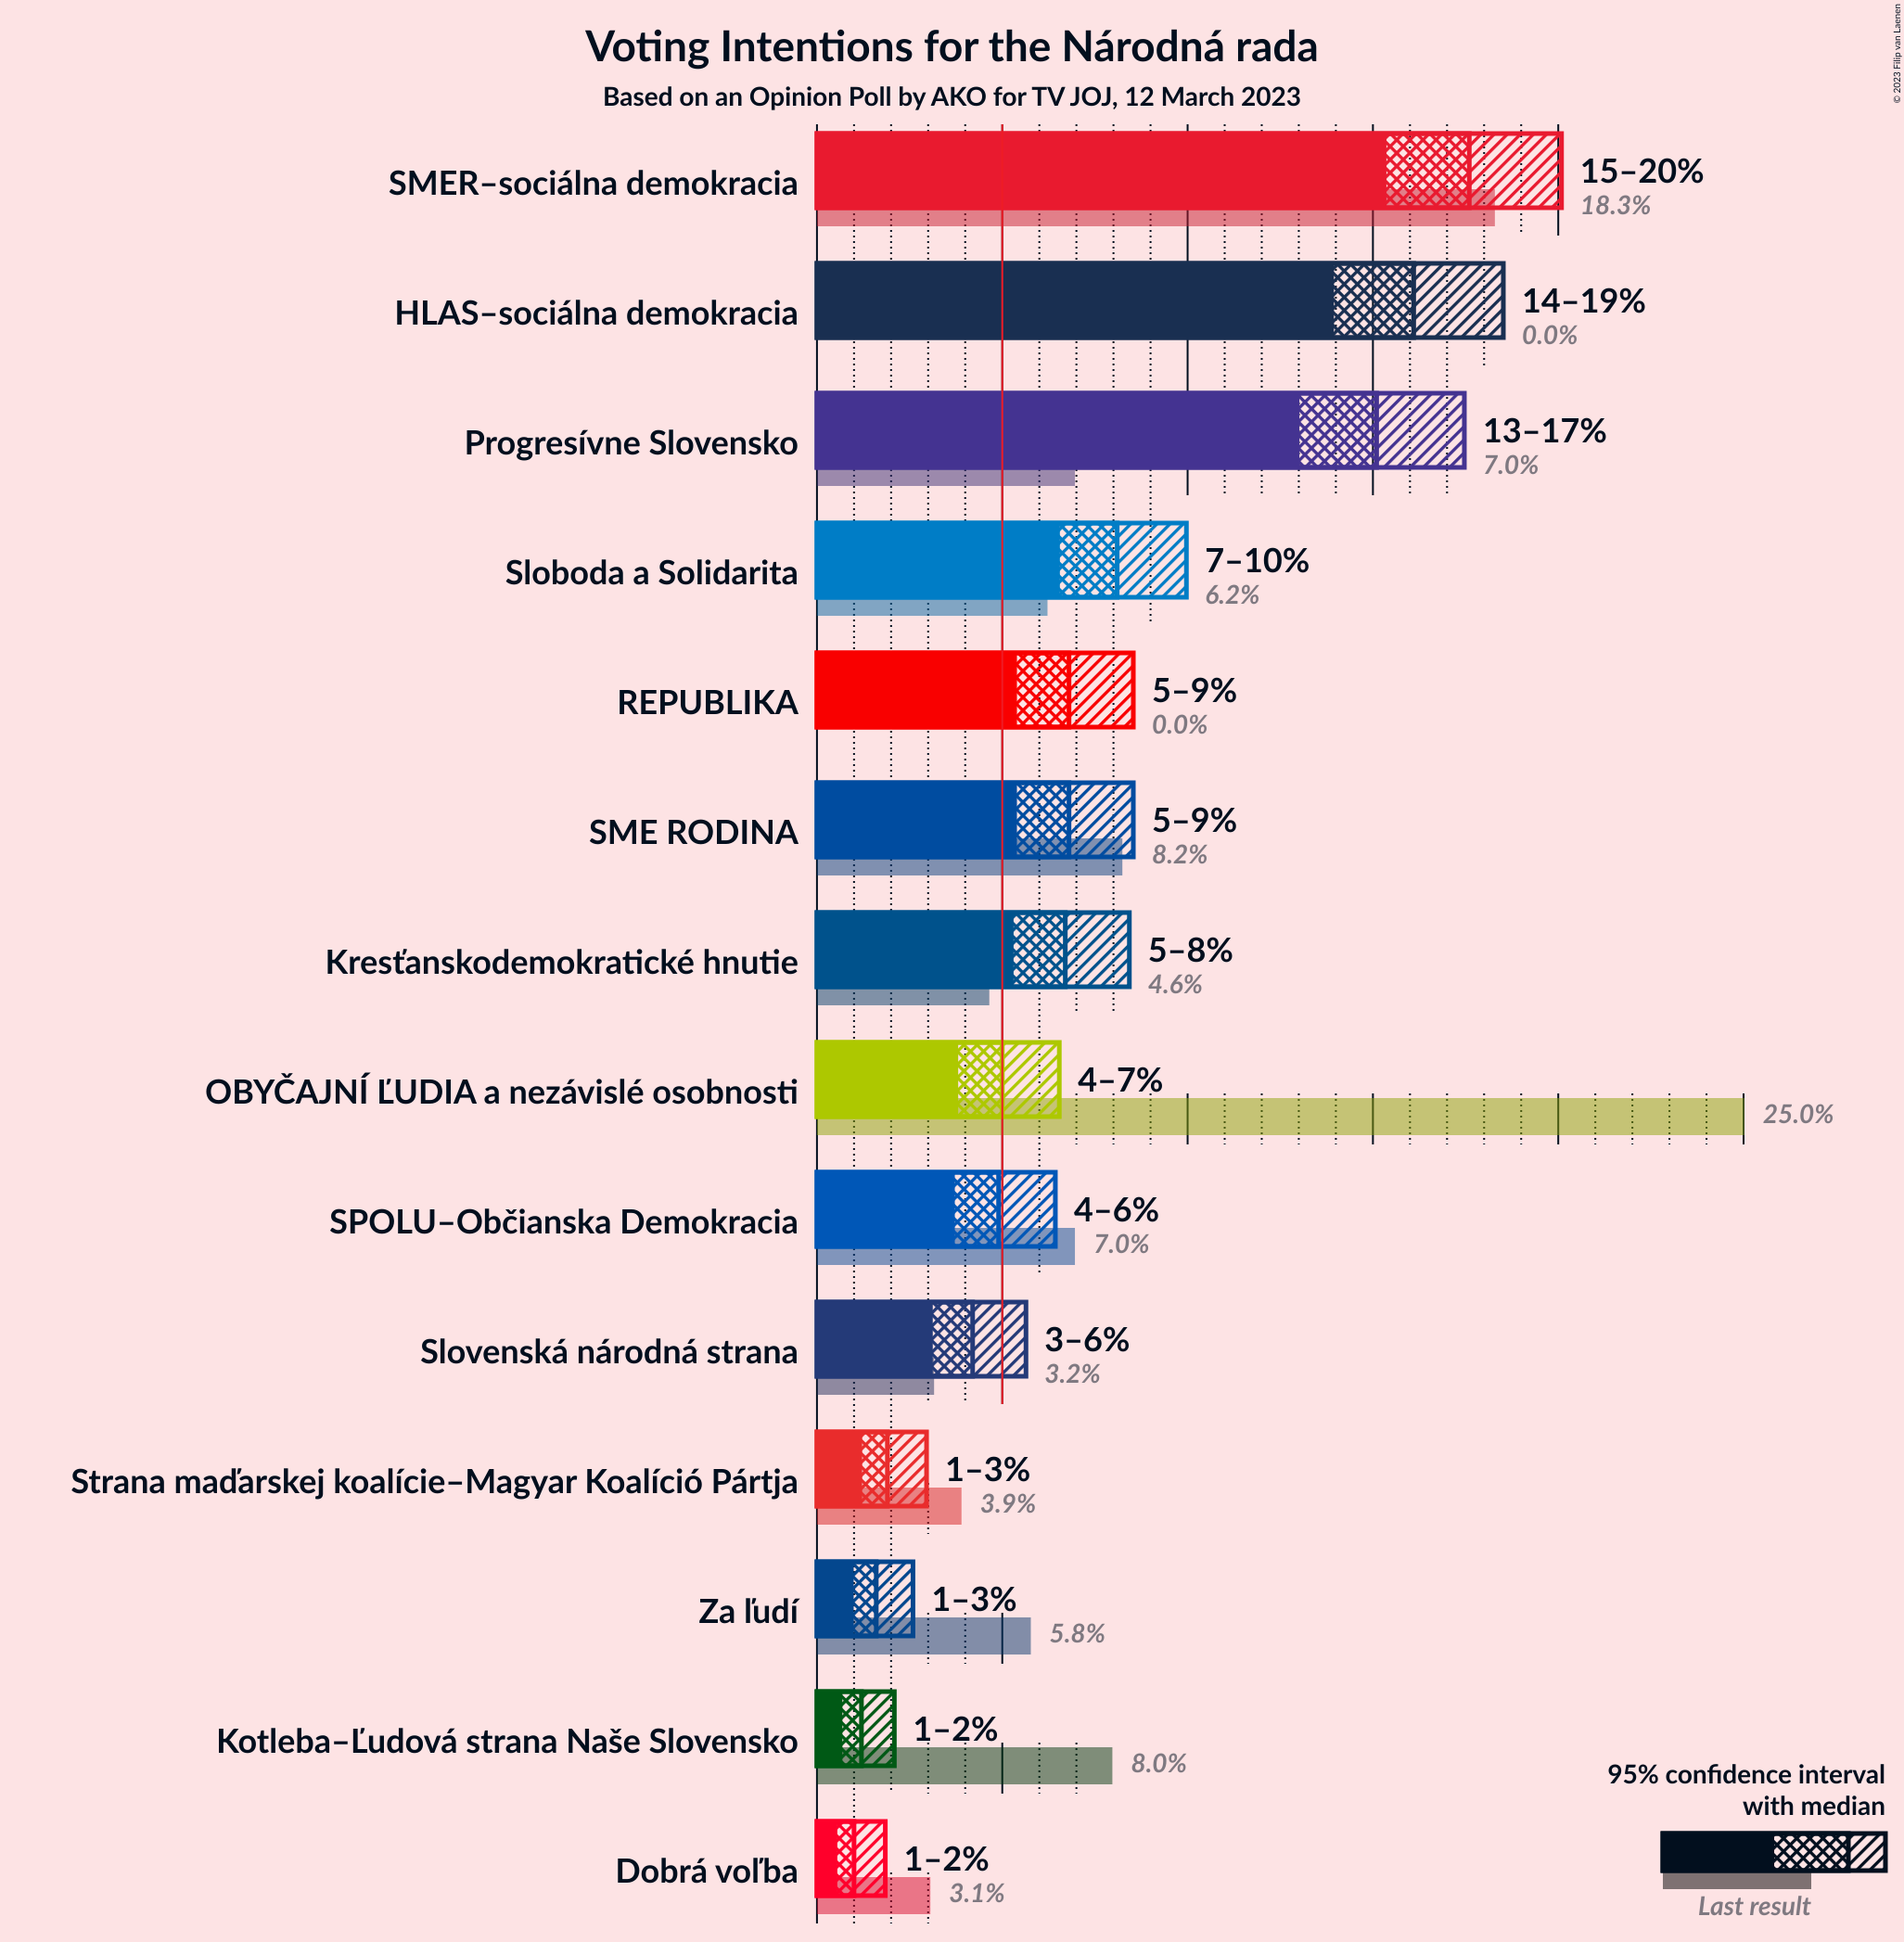 Voting Intentions for the Národná rada
Based on an Opinion Poll by AKO for TV JOJ, 12 March 2023
© 2023 Filip van Laenen
SMER–sociálna demokracia
15–20%
18.3%
HLAS–sociálna demokracia
14–19%
0.0%
Progresívne Slovensko
13–17%
7.0%
Sloboda a Solidarita
7–10%
6.2%
REPUBLIKA
5–9%
0.0%
SME RODINA
5–9%
8.2%
Kresťanskodemokratické hnutie
5–8%
4.6%
OBYČAJNÍ ĽUDIA a nezávislé osobnosti
4–7%
25.0%
SPOLU–Občianska Demokracia
4–6%
7.0%
Slovenská národná strana
3–6%
3.2%
Strana maďarskej koalície–Magyar Koalíció Pártja
1–3%
3.9%
Za ľudí
1–3%
5.8%
Kotleba–Ľudová strana Naše Slovensko
1–2%
8.0%
Dobrá voľba
1–2%
3.1%
95% confidence interval
with median
Last result